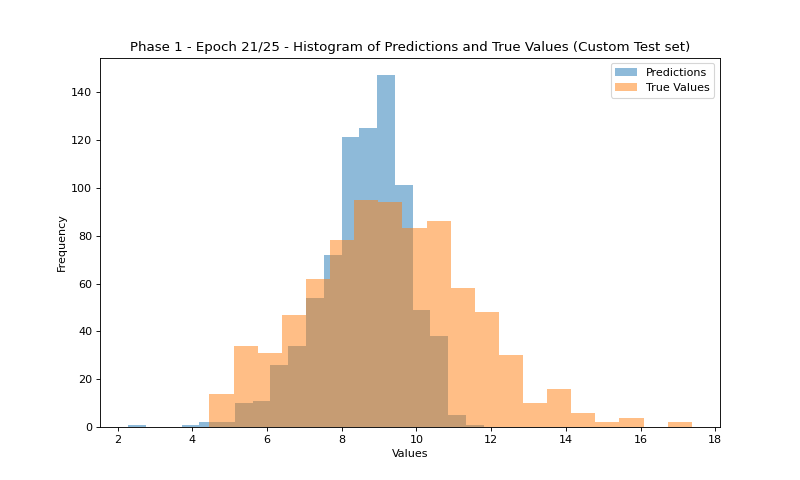 Phase 1 - Epoch 21/25 - Histogram of Predictions and True Values (Custom Test set)
Predictions
True Values
Frequency
140
120
100
80
60
40
20
0
2 4 6 8 10 12 14 16 18
Values